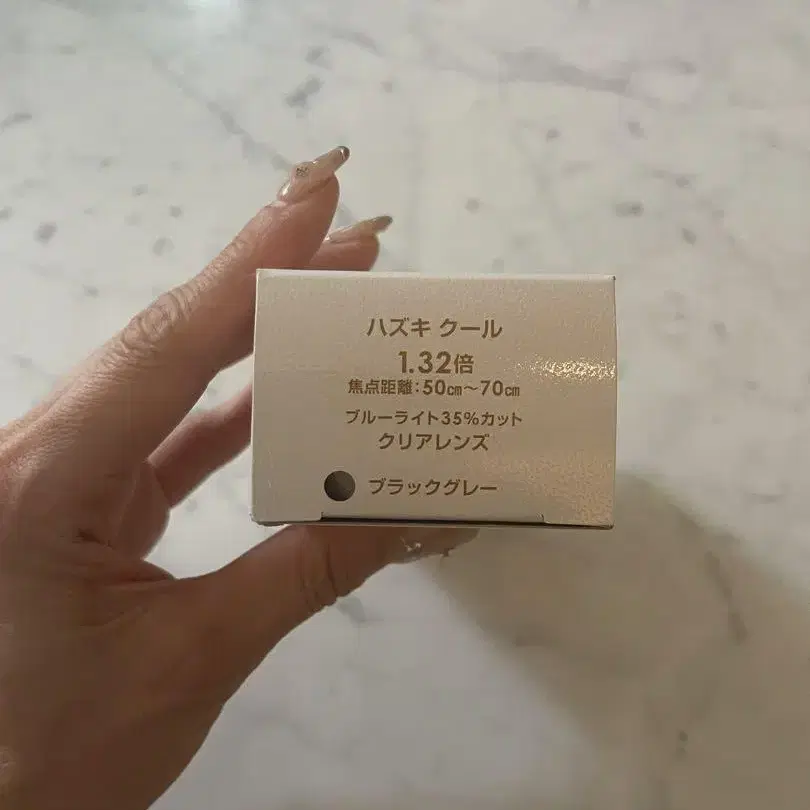 ハズキ クール
1.32倍
焦点距離:50㎝〜70㎝
ブルーライト35%カット
クリアレンズ
ブラックグレー